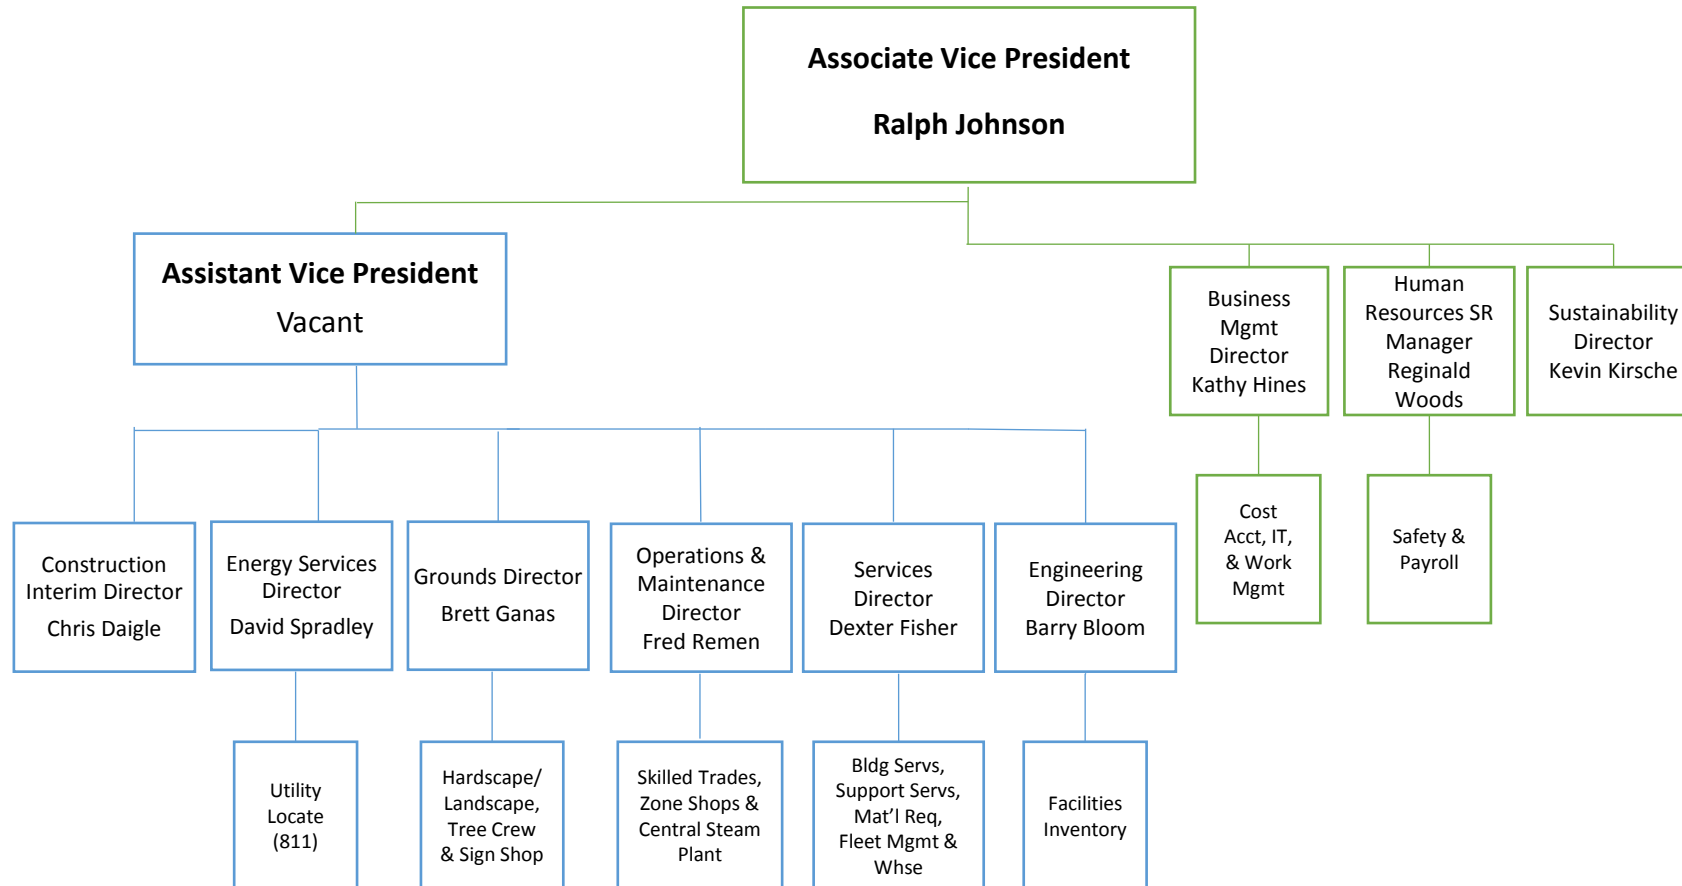 Associate Vice President
Ralph Johnson
Assistant Vice President
Vacant
Business
Mgmt
Director
Kathy Hines
Human
Resources SR
Manager
Reginald
Woods
Sustainability
Director
Kevin Kirsche
Cost
Acct, IT,
& Work
Mgmt
Safety &
Payroll
Construction
Interim Director
Chris Daigle
Energy Services
Director
David Spradley
Grounds Director
Brett Ganas
Operations &
Maintenance
Director
Fred Remen
Services
Director
Dexter Fisher
Engineering
Director
Barry Bloom
Utility
Locate
(811)
Hardscape/
Landscape,
Tree Crew
& Sign Shop
Skilled Trades,
Zone Shops &
Central Steam
Plant
Bldg Servs,
Support Servs,
Mat’l Req,
Fleet Mgmt &
Whse
Facilities
Inventory